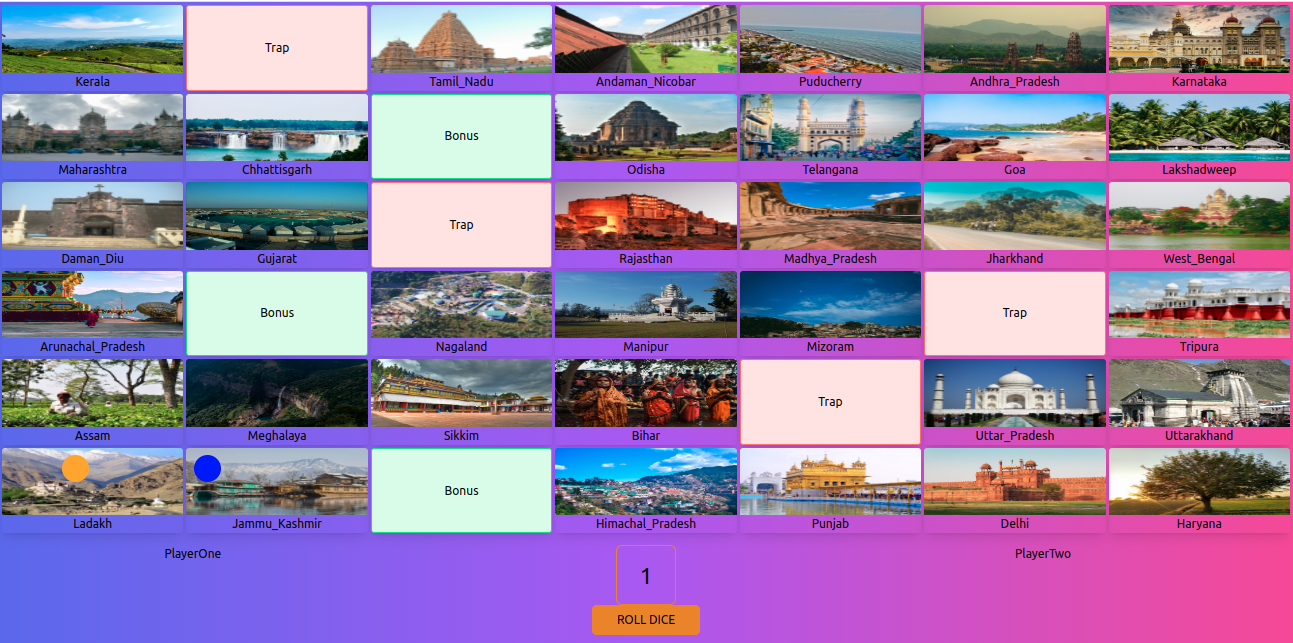 Kerala
Trap
Tamil_Nadu
Andaman_Nicobar
Puducherry
Andhra_Pradesh
Karnataka
Maharashtra
Chhattisgarh
Bonus
Odisha
Telangana
Goa
Lakshadweep
Daman_Diu
Gujarat
Trap
Rajasthan
Madhya_Pradesh
Jharkhand
West_Bengal
Arunachal_Pradesh
Bonus
Nagaland
Manipur
Mizoram
Trap
Tripura
Assam
Meghalaya
Sikkim
Bihar
Trap
Uttar_Pradesh
Uttarakhand
Ladakh
Jammu_Kashmir
Bonus
Himachal_Pradesh
Punjab
Delhi
Haryana
PlayerOne
PlayerTwo
1
ROLL DICE